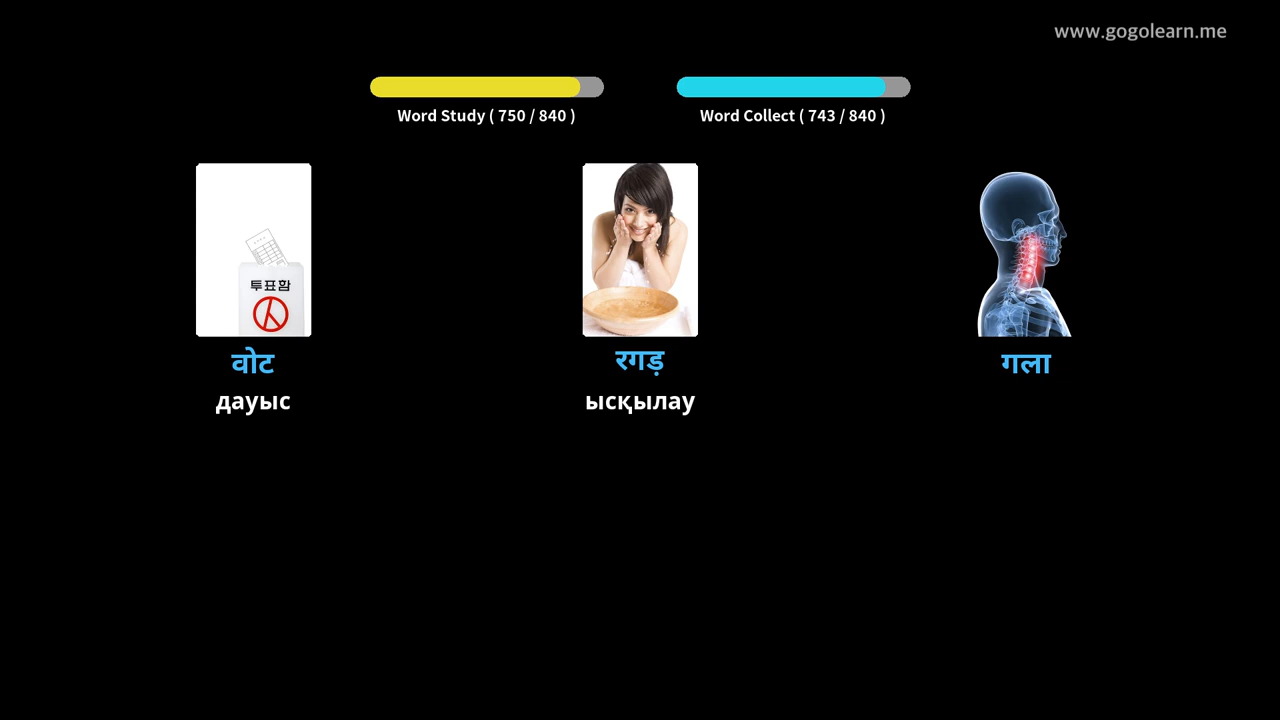 www.gogolearn.me
Word Study ( 750 / 840 )
Word Collect ( 743 / 840 )
투표함
वोट
रगड़
गला
дауыс
ысқылау